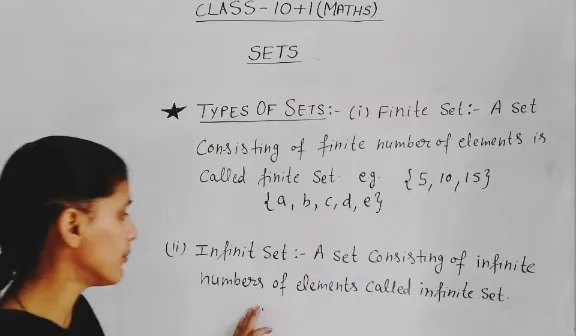 CLASS-10+1(MATHS)
SETS
★ TYPES OF SETS:- (i) Finite Set:- A set
Consisting of finite number of elements is
Called finite Set. eg. {5, 10, 15}
{a, b, c, d, e}
(ii) Infinit Set :- A set Consisting of infinite
numbers of elements called infinite Set.